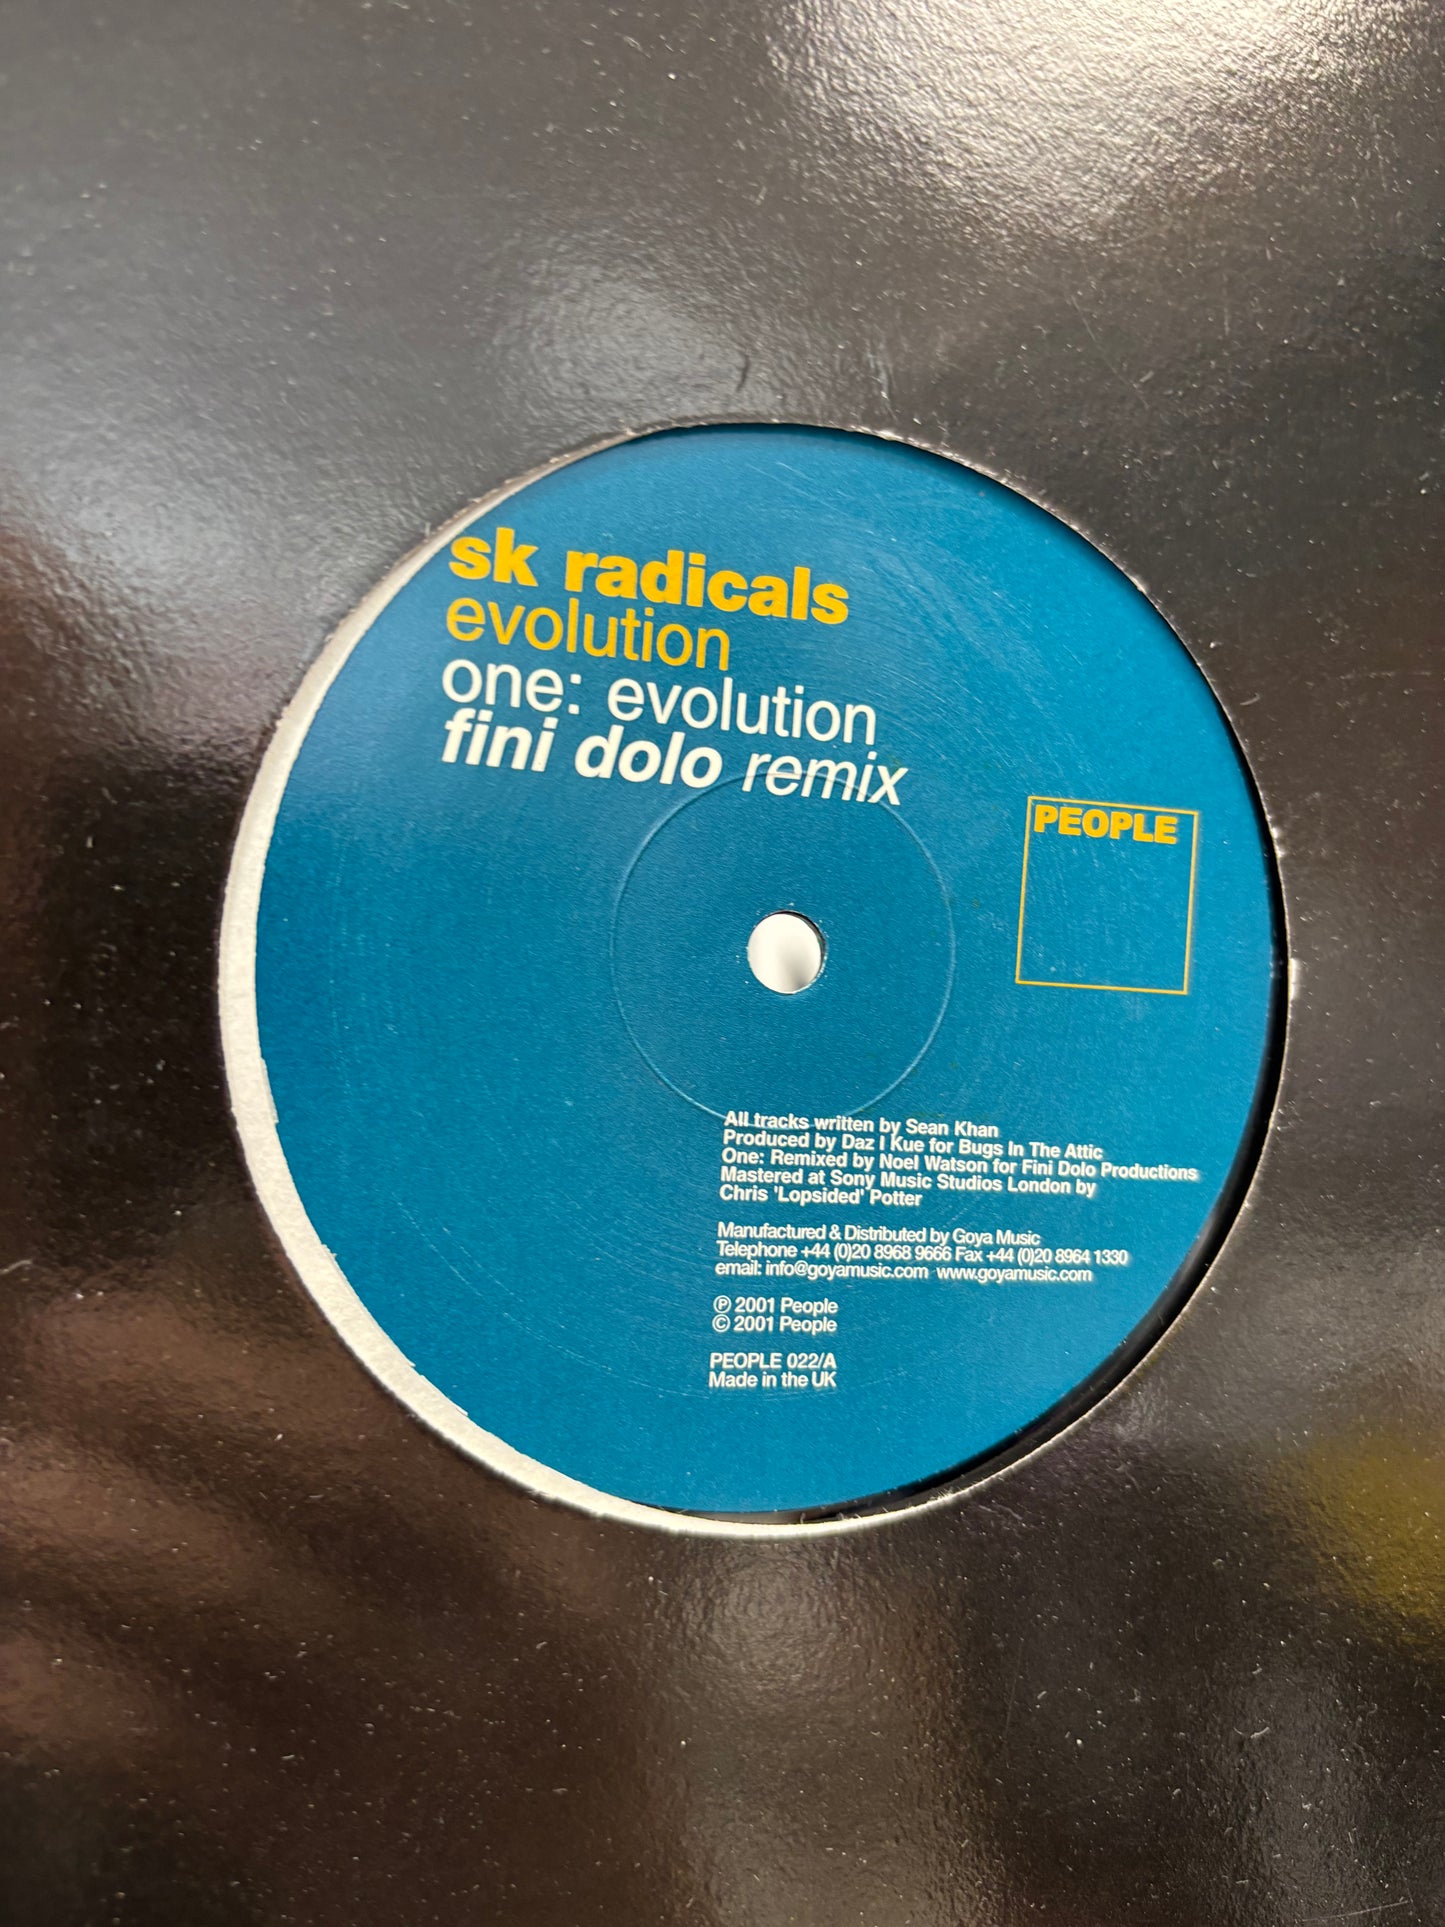 sk radicals
evolution
one: evolution
fini dolo remix
PEOPLE
All tracks written by Sean Khan
Produced by Daz I Kue for Bugs In The Attic
One: Remixed by Noel Watson for Fini Dolo Productions
Mastered at Sony Music Studios London by
Chris 'Lopsided' Potter
Manufactured & Distributed by Goya Music
Telephone +44 (0)20 8968 9666 Fax +44 (0)20 8964 1330
email: info@goyamusic.com www.goyamusic.com
℗ 2001 People
© 2001 People
PEOPLE 022/A
Made in the UK